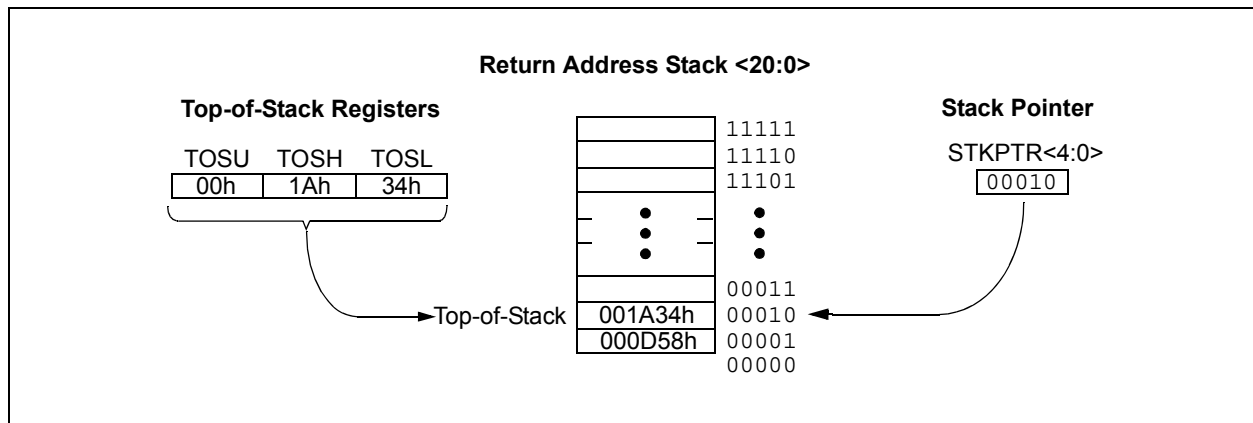 Return Address Stack <20:0>
Top-of-Stack Registers
Stack Pointer
TOSU TOSH TOSL
00h 1Ah 34h
STKPTR<4:0>
00010
11111
11110
11101
00011
Top-of-Stack 001A34h 00010
000D58h 00001
00000